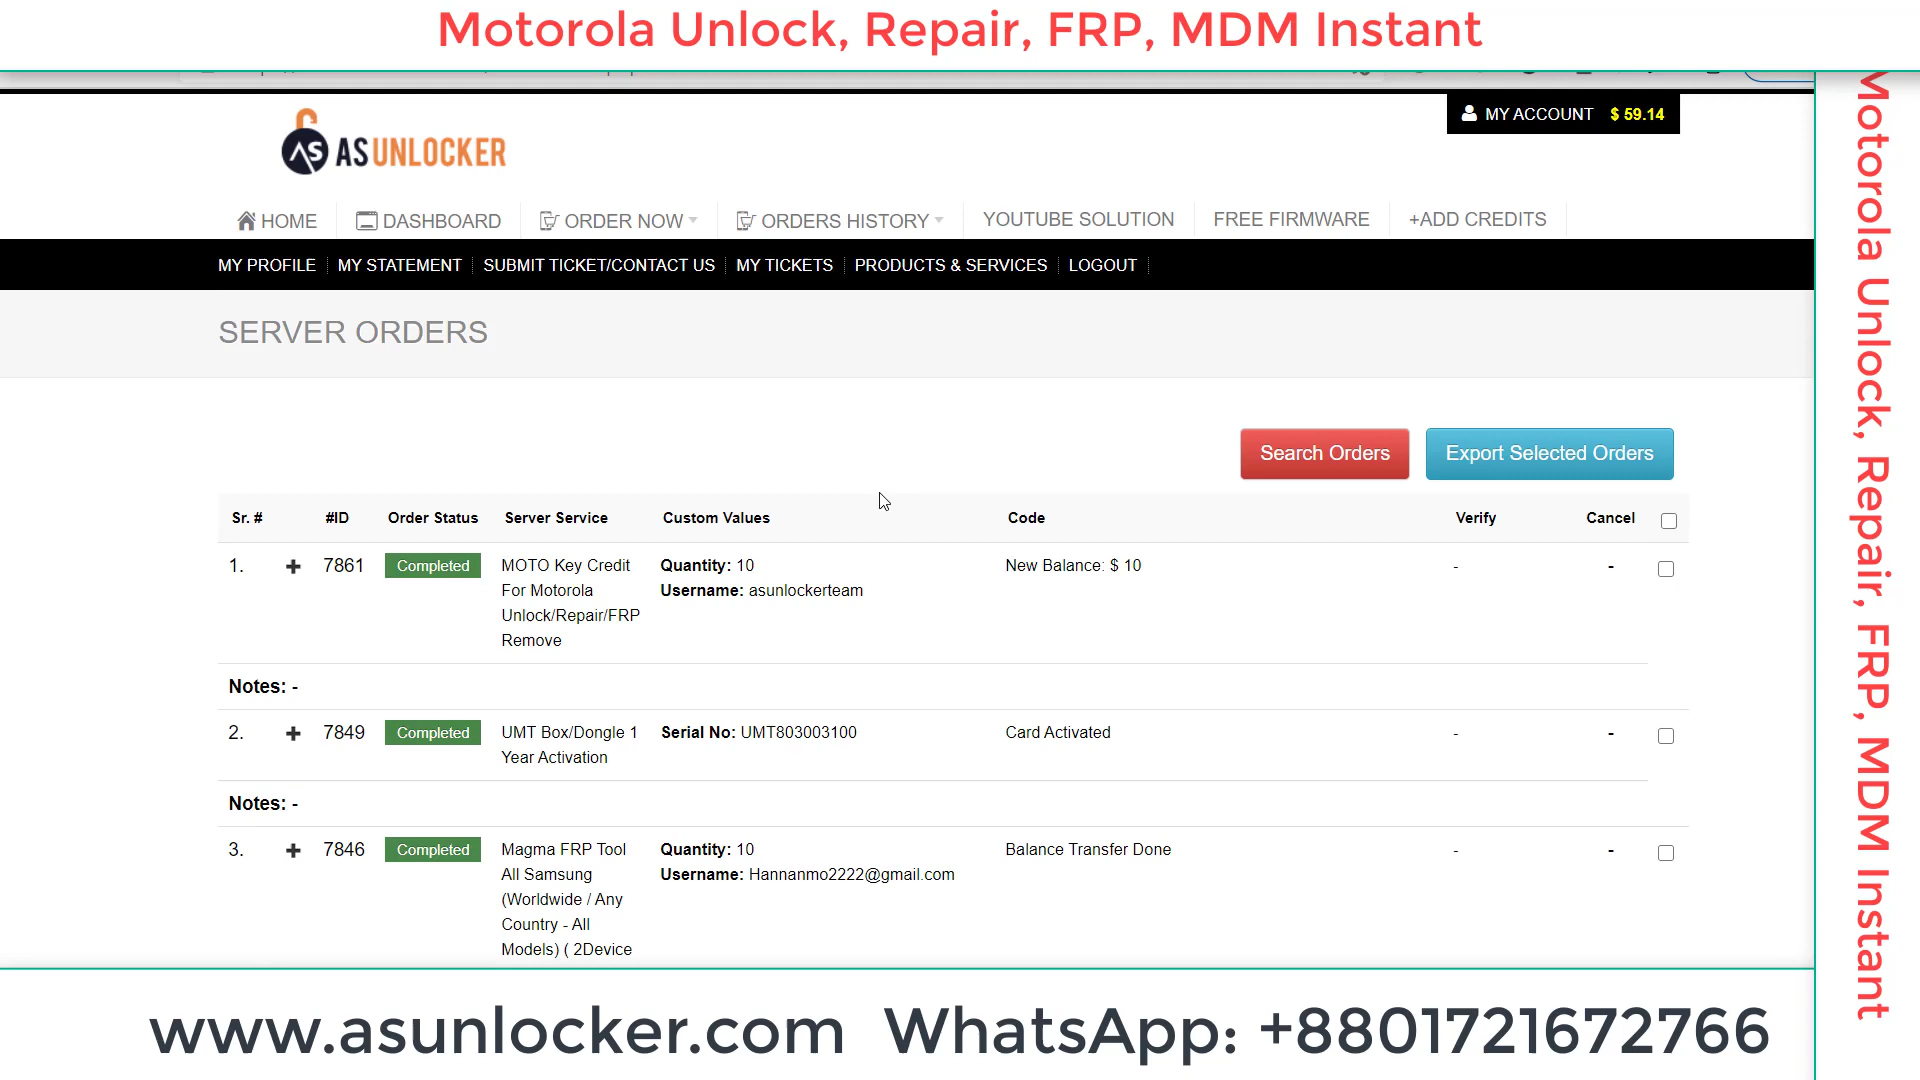 Motorola Unlock, Repair, FRP, MDM Instant
MY ACCOUNT $ 59.14
AS ASUNLOCKER
HOME DASHBOARD ORDER NOW ORDERS HISTORY YOUTUBE SOLUTION FREE FIRMWARE +ADD CREDITS
MY PROFILE MY STATEMENT SUBMIT TICKET/CONTACT US MY TICKETS PRODUCTS & SERVICES LOGOUT
SERVER ORDERS
Search Orders Export Selected Orders
Sr. # #ID Order Status Server Service Custom Values Code Verify Cancel
1. 7861 Completed MOTO Key Credit Quantity: 10 New Balance: $ 10 - -
For Motorola Username: asunlockerteam
Unlock/Repair/FRP
Remove
Notes: -
2. 7849 Completed UMT Box/Dongle 1 Serial No: UMT803003100 Card Activated - -
Year Activation
Notes: -
3. 7846 Completed Magma FRP Tool Quantity: 10 Balance Transfer Done - -
All Samsung Username: Hannanmo2222@gmail.com
(Worldwide / Any
Country - All
Models) ( 2Device
Motorola Unlock, Repair, FRP, MDM Instant
www.asunlocker.com WhatsApp: +8801721672766